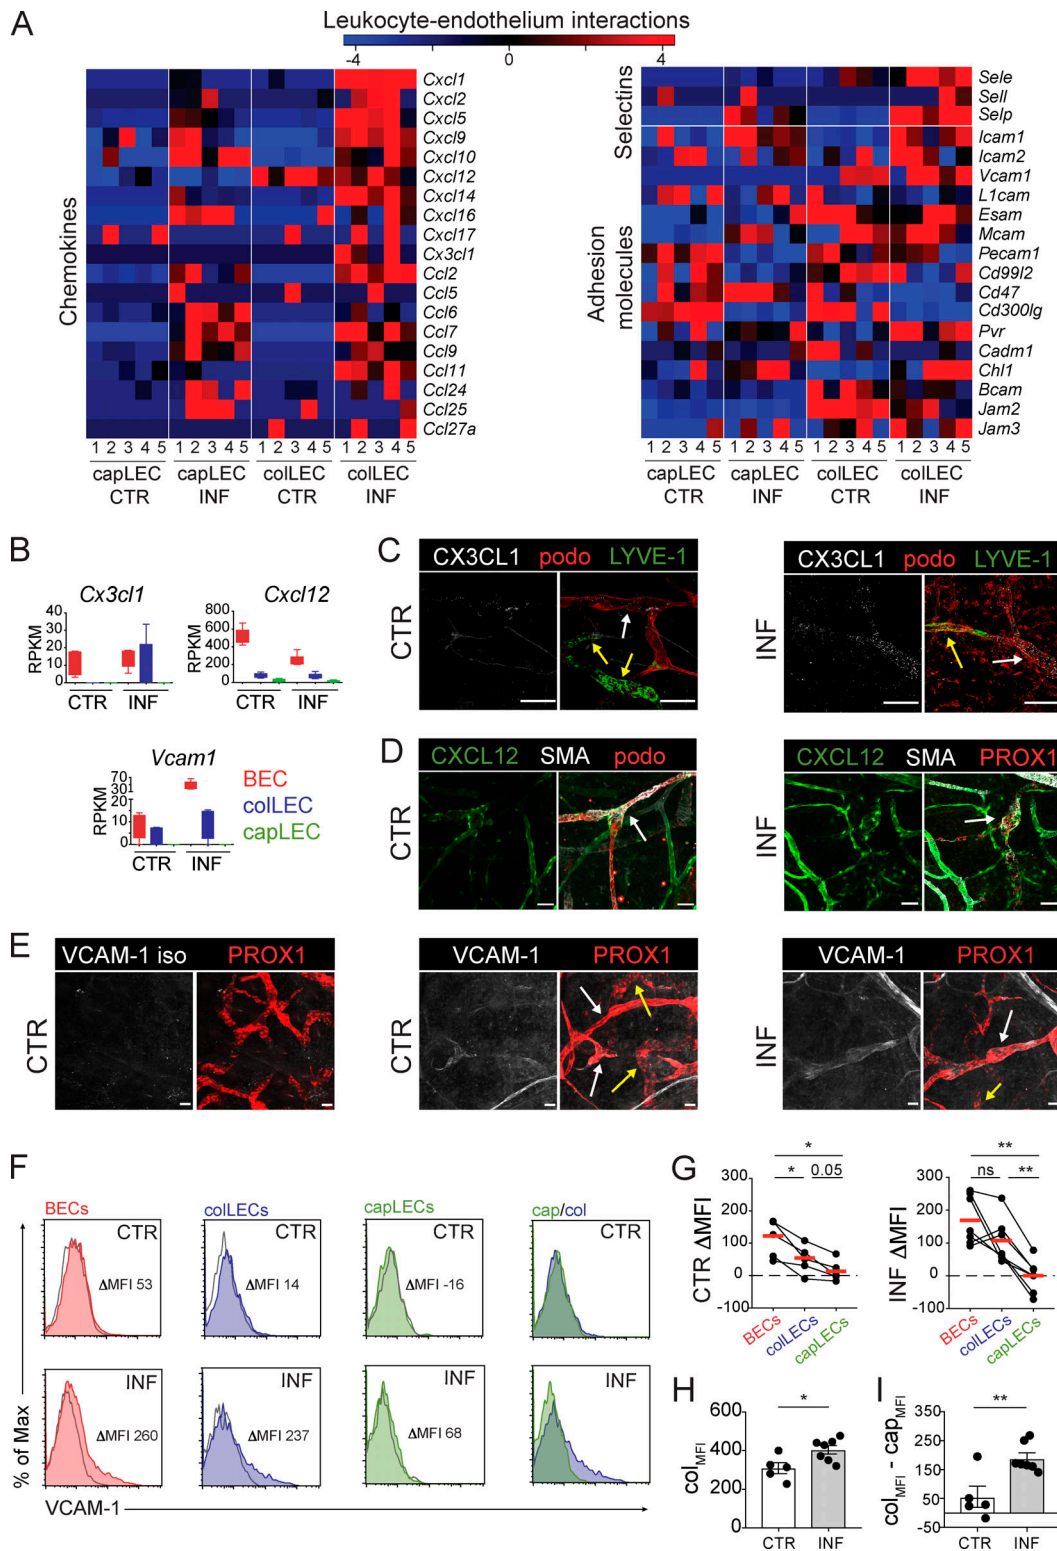 A
Leukocyte-endothelium interactions
-4 0 4
Chemokines
Cxcl1
Cxcl2
Cxcl5
Cxcl9
Cxcl10
Cxcl12
Cxcl14
Cxcl16
Cxcl17
Cx3cl1
Ccl2
Ccl5
Ccl6
Ccl7
Ccl9
Ccl11
Ccl24
Ccl25
Ccl27a
1 2 3 4 5 1 2 3 4 5 1 2 3 4 5 1 2 3 4 5
capLEC capLEC colLEC colLEC
CTR INF CTR INF
Selectins
Adhesion
molecules
Sele
Sell
Selp
Icam1
Icam2
Vcam1
L1cam
Esam
Mcam
Pecam1
Cd99l2
Cd47
Cd300lg
Pvr
Cadm1
Chl1
Bcam
Jam2
Jam3
1 2 3 4 5 1 2 3 4 5 1 2 3 4 5 1 2 3 4 5
capLEC capLEC colLEC colLEC
CTR INF CTR INF
B
Cx3cl1
RPKM
40
30
20
10
0
CTR INF
Cxcl12
RPKM
800
600
400
200
0
CTR INF
Vcam1
RPKM
70
30
20
10
0
CTR INF
BEC
colLEC
capLEC
C
CX3CL1 podo LYVE-1
CTR
CX3CL1 podo LYVE-1
INF
D
CXCL12 SMA podo
CTR
CXCL12 SMA PROX1
INF
E
VCAM-1 iso PROX1
CTR
VCAM-1 PROX1
CTR
VCAM-1 PROX1
INF
F
BECs colLECs capLECs cap/col
CTR CTR CTR CTR
ΔMFI 53 ΔMFI 14 ΔMFI -16
INF INF INF INF
ΔMFI 260 ΔMFI 237 ΔMFI 68
% of Max
VCAM-1
G
CTR ΔMFI
300
200
100
0
-100
*
* 0.05
BECs colLECs capLECs
INF ΔMFI
300
200
100
0
-100
**
ns **
BECs colLECs capLECs
H
colMFI
600
400
200
0
*
CTR INF
I
colMFI - capMFI
350
250
150
50
-50
**
CTR INF